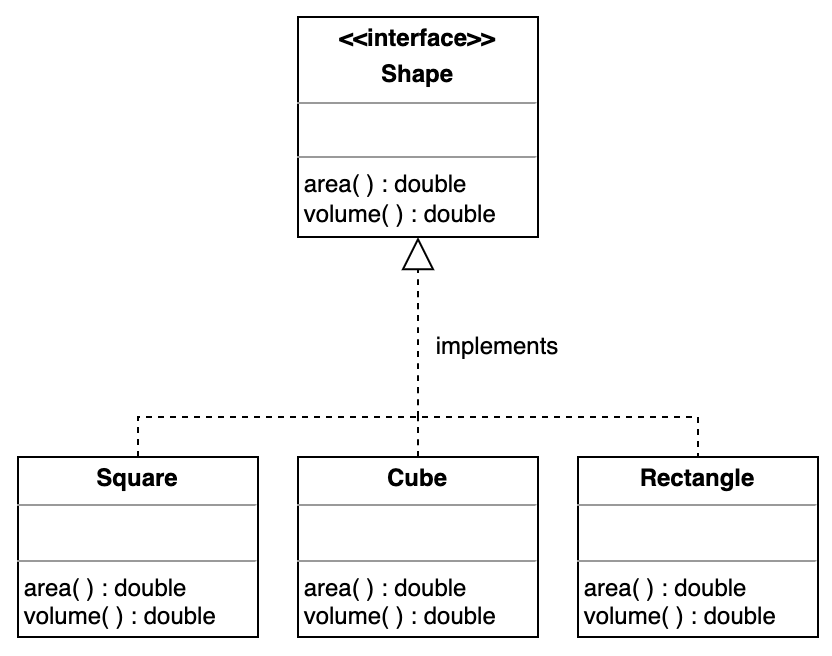 <<interface>>
Shape
area( ) : double
volume( ) : double
implements
Square
area( ) : double
volume( ) : double
Cube
area( ) : double
volume( ) : double
Rectangle
area( ) : double
volume( ) : double